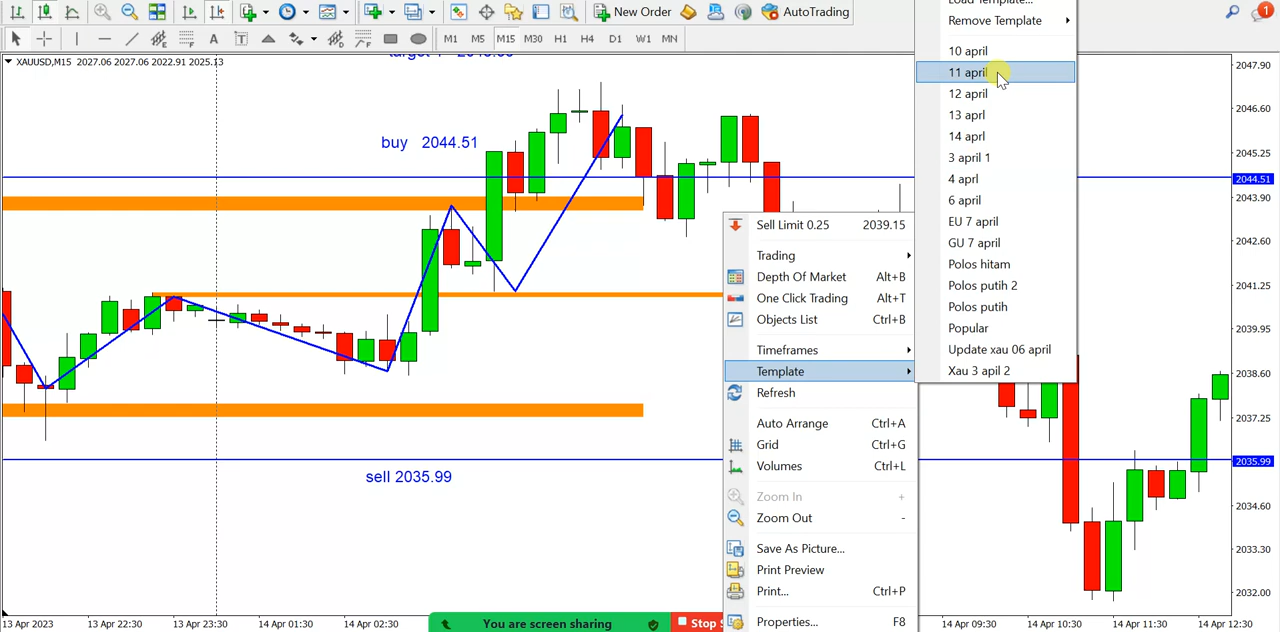 New Order
AutoTrading
1
A
T
E
F
M1 M5 M15 M30 H1 H4 D1 W1 MN
XAUUSD,M15 2027.06 2027.06 2022.91 2025.13
buy 2044.51
sell 2035.99
Sell Limit 0.25 2039.15
Trading
Depth Of Market Alt+B
One Click Trading Alt+T
Objects List Ctrl+B
Timeframes
Template
Refresh
Auto Arrange Ctrl+A
Grid Ctrl+G
Volumes Ctrl+L
Zoom In +
Zoom Out -
Save As Picture...
Print Preview
Print... Ctrl+P
Properties... F8
Load Template...
Remove Template
10 april
11 april
12 april
13 aprl
14 aprl
3 april 1
4 aprl
6 april
EU 7 april
GU 7 april
Polos hitam
Polos putih 2
Polos putih
Popular
Update xau 06 april
Xau 3 apil 2
2047.90
2046.60
2045.25
2044.51
2043.90
2042.60
2041.25
2039.95
2038.60
2037.25
2035.99
2034.60
2033.30
2032.00
13 Apr 2023 13 Apr 22:30 13 Apr 23:30 14 Apr 01:30 14 Apr 02:30 14 Apr 09:30 14 Apr 10:30 14 Apr 11:30 14 Apr 12:30
You are screen sharing
Stop